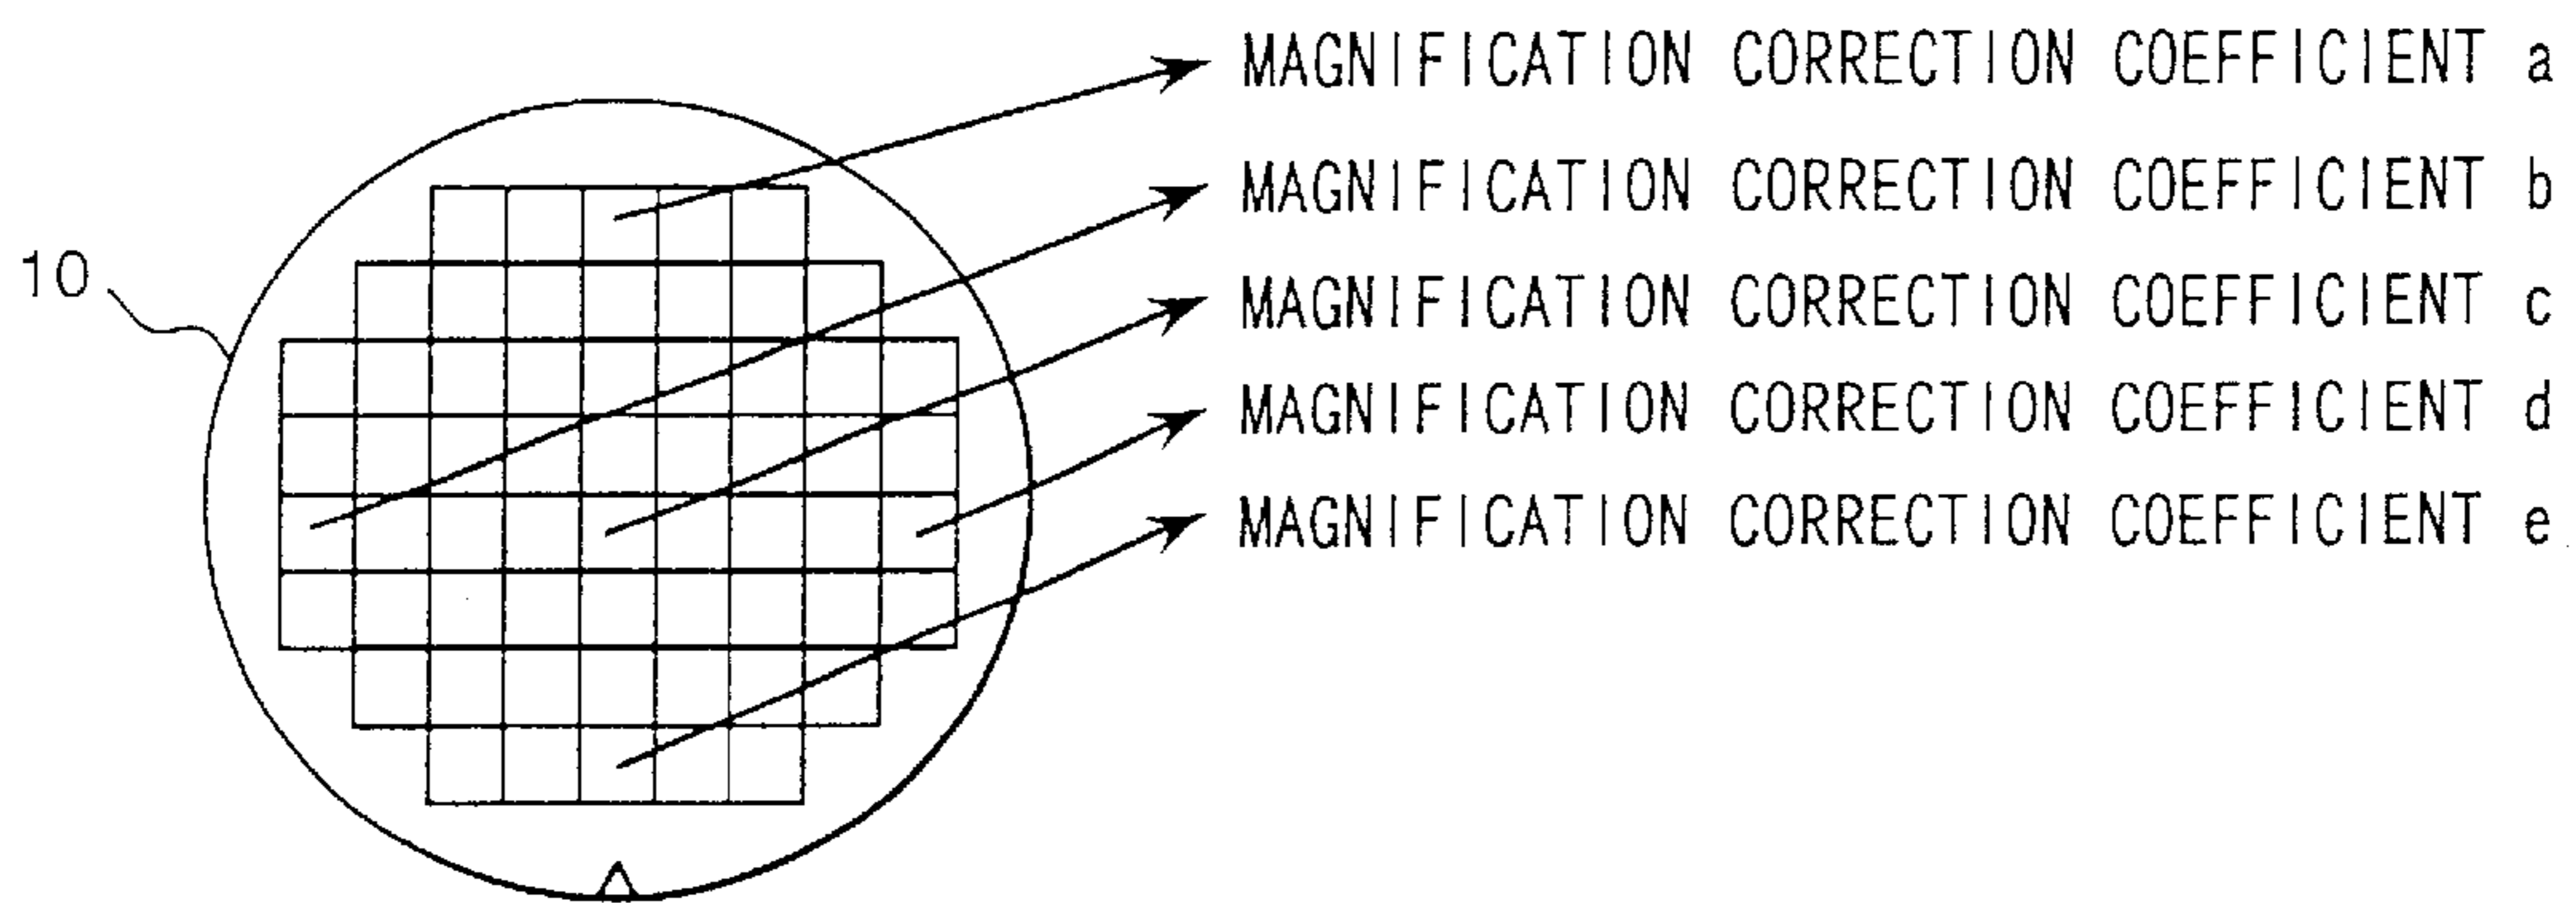 MAGNIFICATION CORRECTION COEFFICIENT a
MAGNIFICATION CORRECTION COEFFICIENT b
10
MAGNIFICATION CORRECTION COEFFICIENT c
MAGNIFICATION CORRECTION COEFFICIENT d
MAGNIFICATION CORRECTION COEFFICIENT e